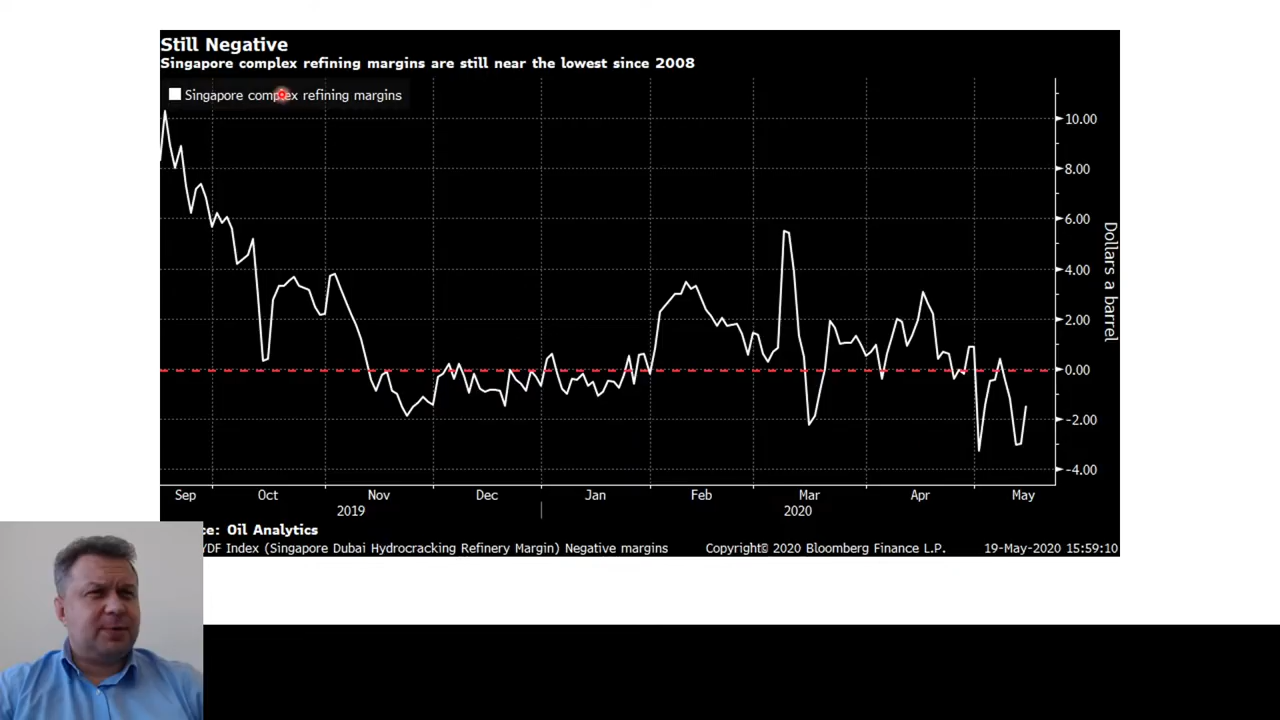 Still Negative
Singapore complex refining margins are still near the lowest since 2008
Singapore complex refining margins
10.00
8.00
6.00
4.00
2.00
0.00
-2.00
-4.00
Dollars a barrel
Sep Oct Nov Dec Jan Feb Mar Apr May
2019 2020
ce: Oil Analytics
YDF Index (Singapore Dubai Hydrocracking Refinery Margin) Negative margins Copyright© 2020 Bloomberg Finance L.P. 19-May-2020 15:59:10